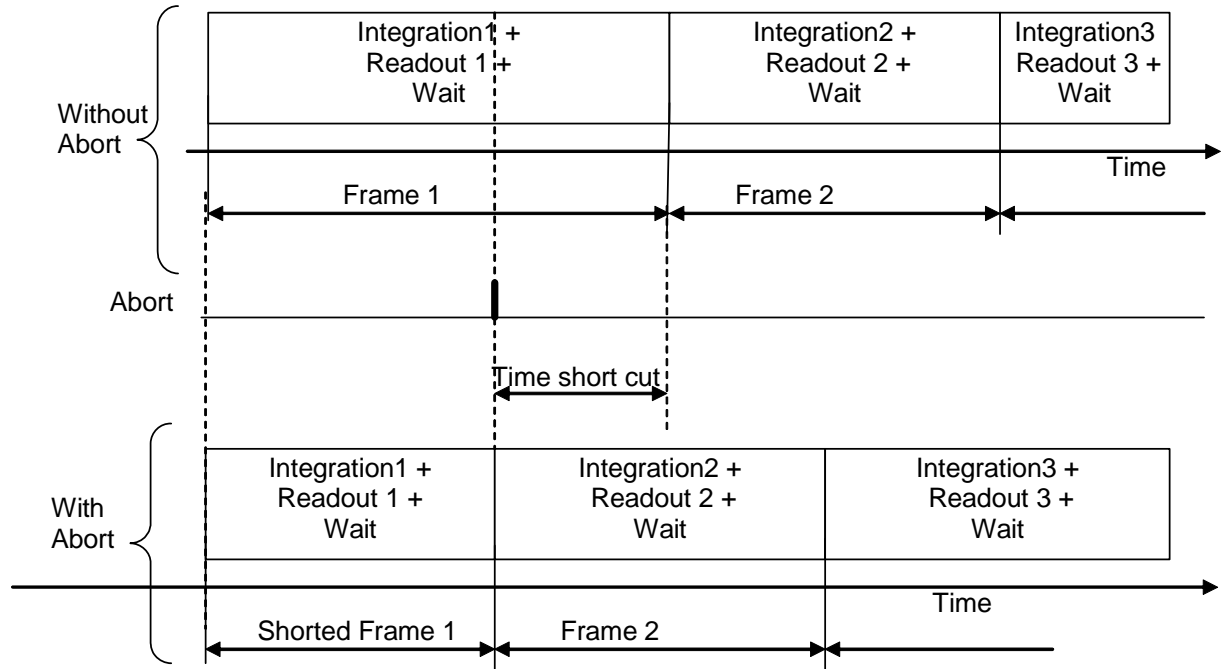 Integration1 +
Readout 1 +
Wait
Integration2 +
Readout 2 +
Wait
Integration3
Readout 3 +
Wait
Without
Abort
Time
Frame 1
Frame 2
Abort
Time short cut
Integration1 +
Readout 1 +
Wait
Integration2 +
Readout 2 +
Wait
Integration3 +
Readout 3 +
Wait
With
Abort
Time
Shorted Frame 1
Frame 2